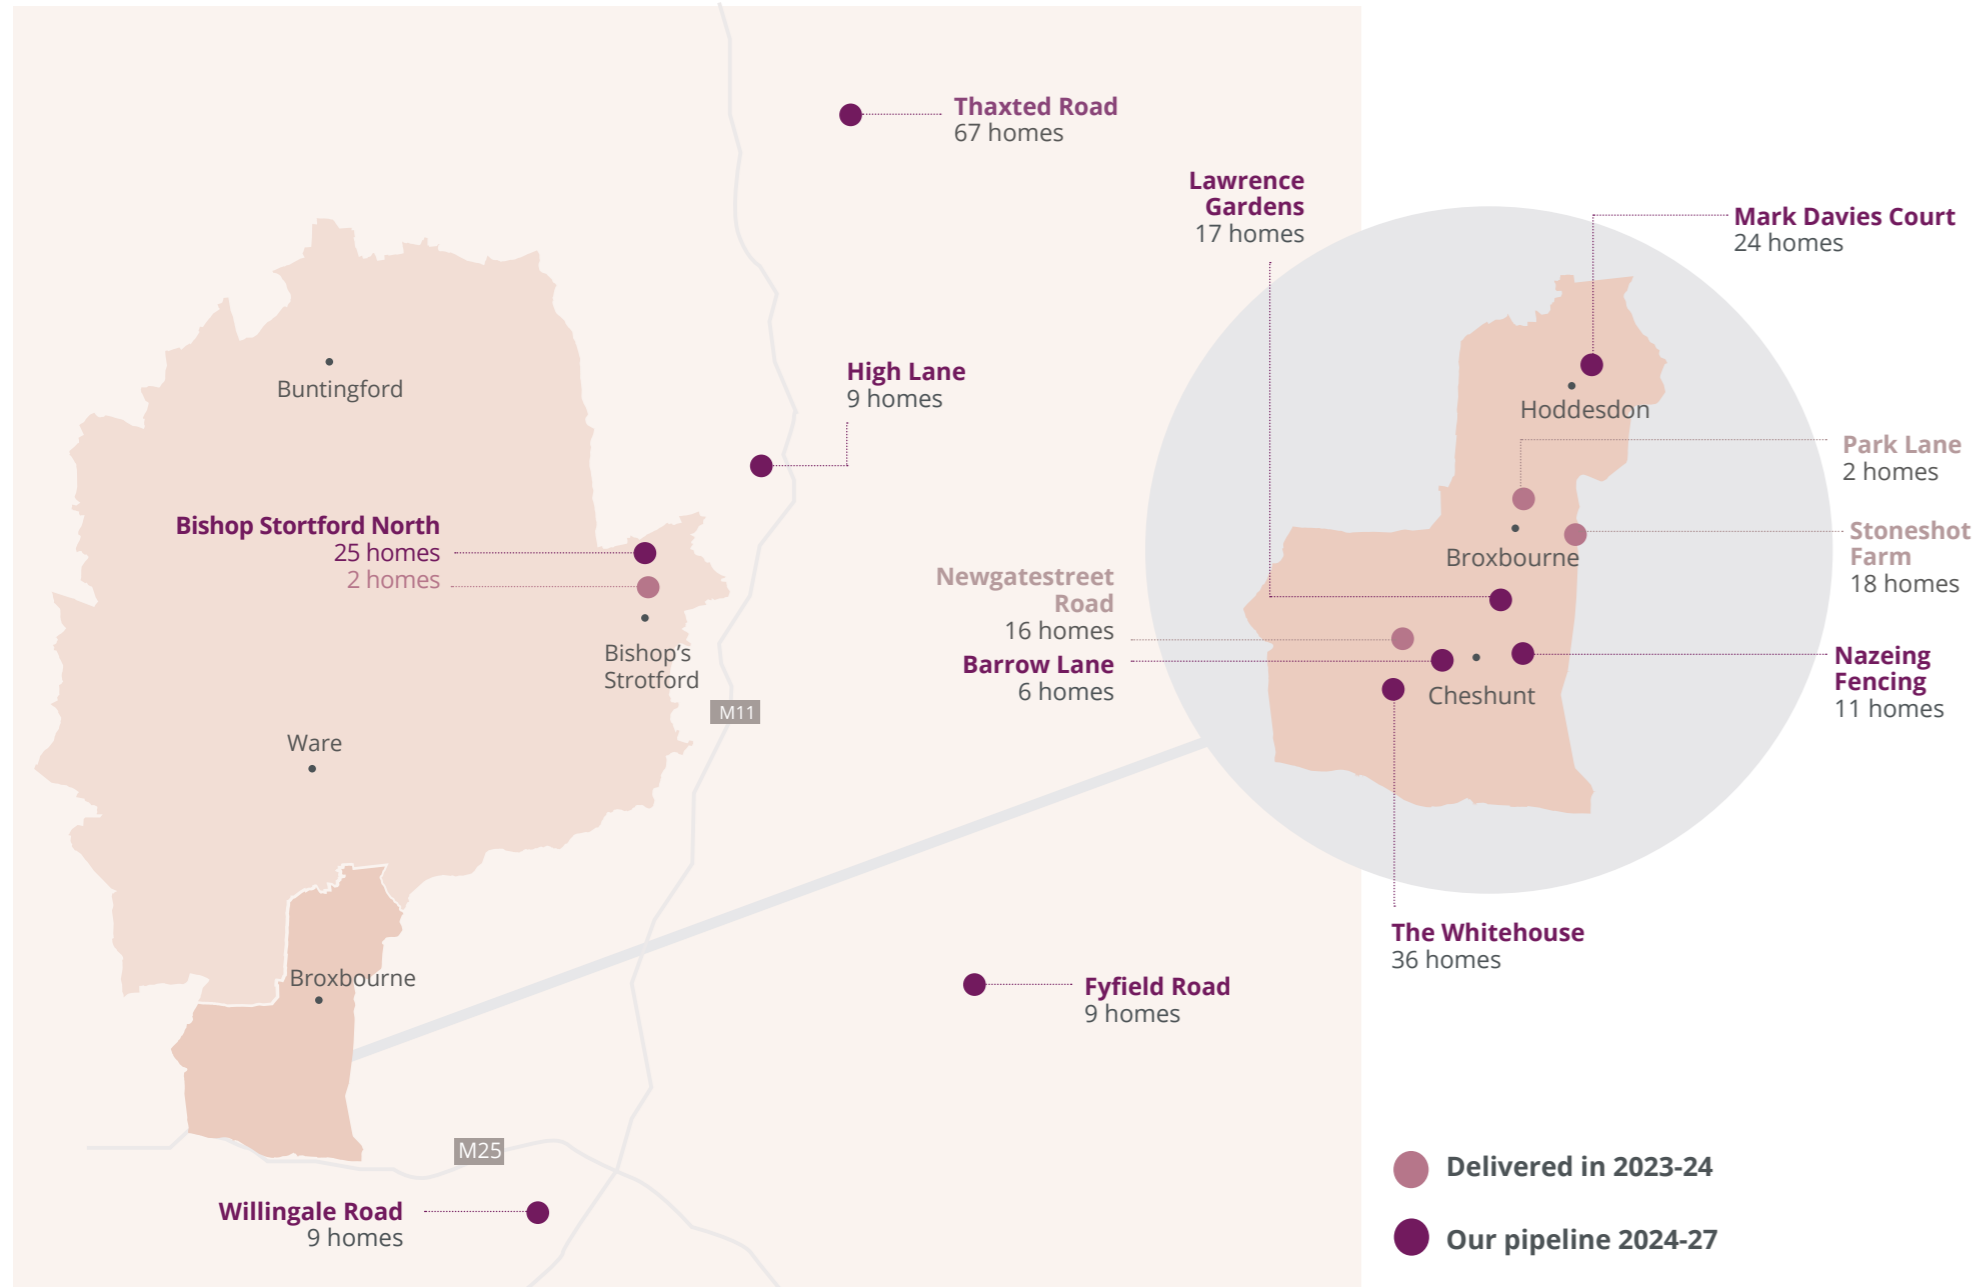 Thaxted Road
67 homes
Lawrence
Gardens
17 homes
Mark Davies Court
24 homes
Buntingford
High Lane
9 homes
Hoddesdon
Park Lane
2 homes
Bishop Stortford North
25 homes
2 homes
Stoneshot
Farm
18 homes
Broxbourne
Newgatestreet
Road
16 homes
Barrow Lane
6 homes
Bishop's
Strotford
Nazeing
Fencing
11 homes
Cheshunt
M11
Ware
The Whitehouse
36 homes
Broxbourne
Fyfield Road
9 homes
M25
Willingale Road
9 homes
Delivered in 2023-24
Our pipeline 2024-27